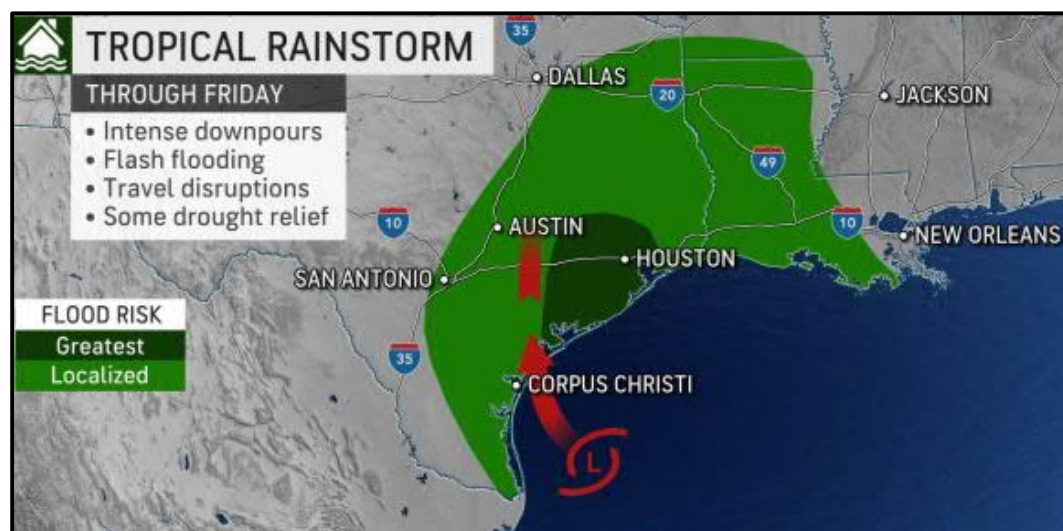 TROPICAL RAINSTORM
THROUGH FRIDAY
• Intense downpours
• Flash flooding
• Travel disruptions
• Some drought relief
35
DALLAS
20
JACKSON
49
10
AUSTIN
10
NEW ORLEANS
HOUSTON
SAN ANTONIO
FLOOD RISK
Greatest
Localized
35
CORPUS CHRISTI
L